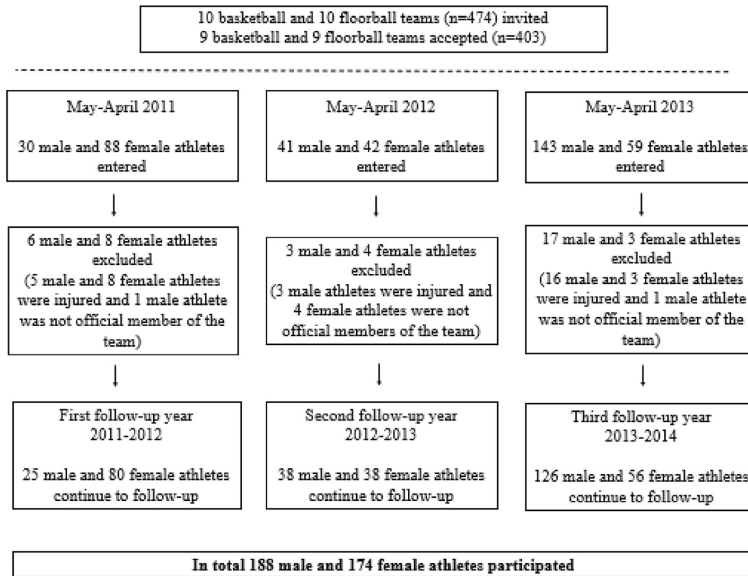 10 basketball and 10 floorball teams (n=474) invited
9 basketball and 9 floorball teams accepted (n=403)
May-April 2011
30 male and 88 female athletes
entered
May-April 2012
41 male and 42 female athletes
entered
May-April 2013
143 male and 59 female athletes
entered
6 male and 8 female athletes
excluded
(5 male and 8 female athletes
were injured and 1 male athlete
was not official member of the
team)
3 male and 4 female athletes
excluded
(3 male athletes were injured and
4 female athletes were not
official members of the team)
17 male and 3 female athletes
excluded
(16 male and 3 female athletes
were injured and 1 male athlete
was not official member of the
team)
First follow-up year
2011-2012
25 male and 80 female athletes
continue to follow-up
Second follow-up year
2012-2013
38 male and 38 female athletes
continue to follow-up
Third follow-up year
2013-2014
126 male and 56 female athletes
continue to follow-up
In total 188 male and 174 female athletes participated